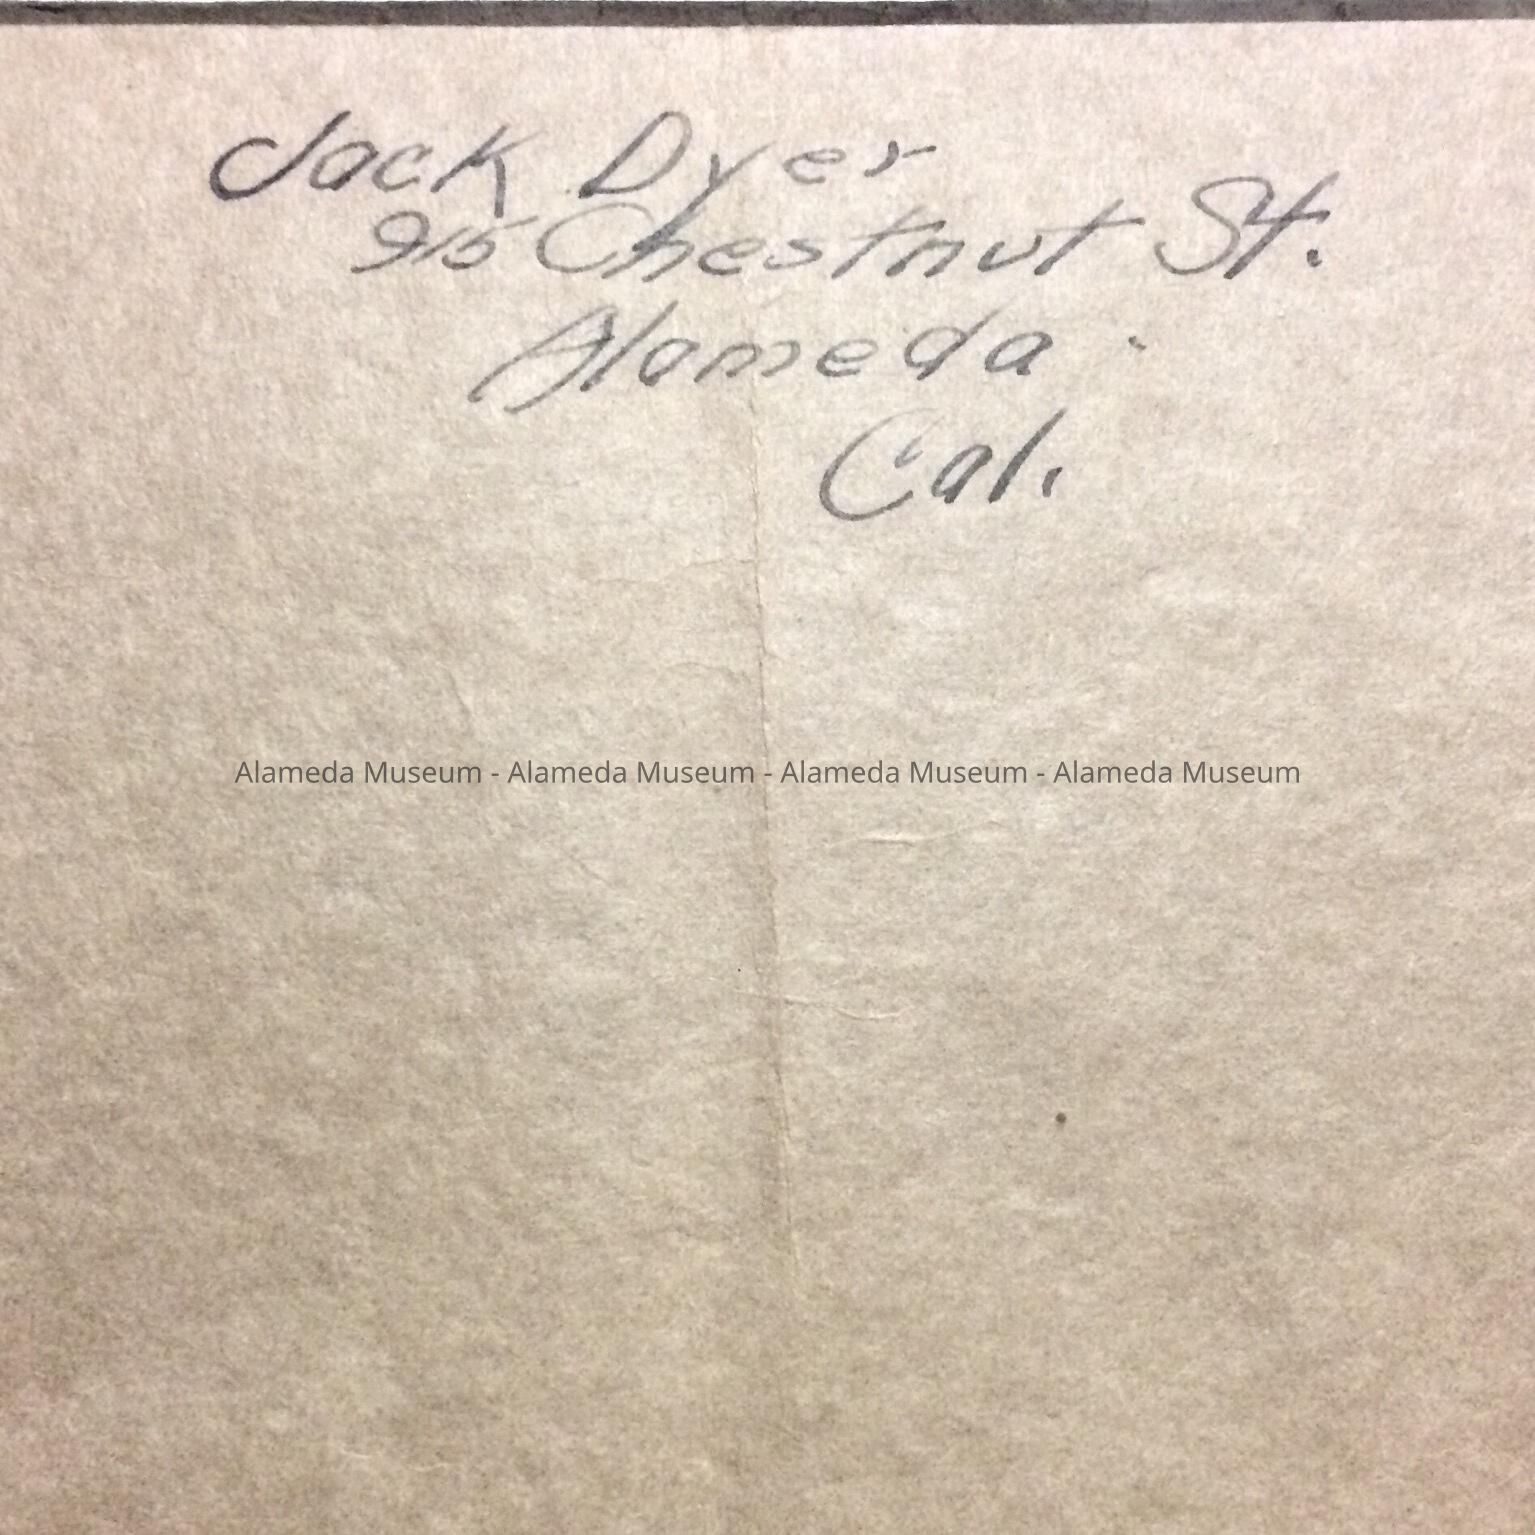 Jack Dyer
915 Chestnut St.
Alameda.
Cal.
Alameda Museum - Alameda Museum - Alameda Museum - Alameda Museum